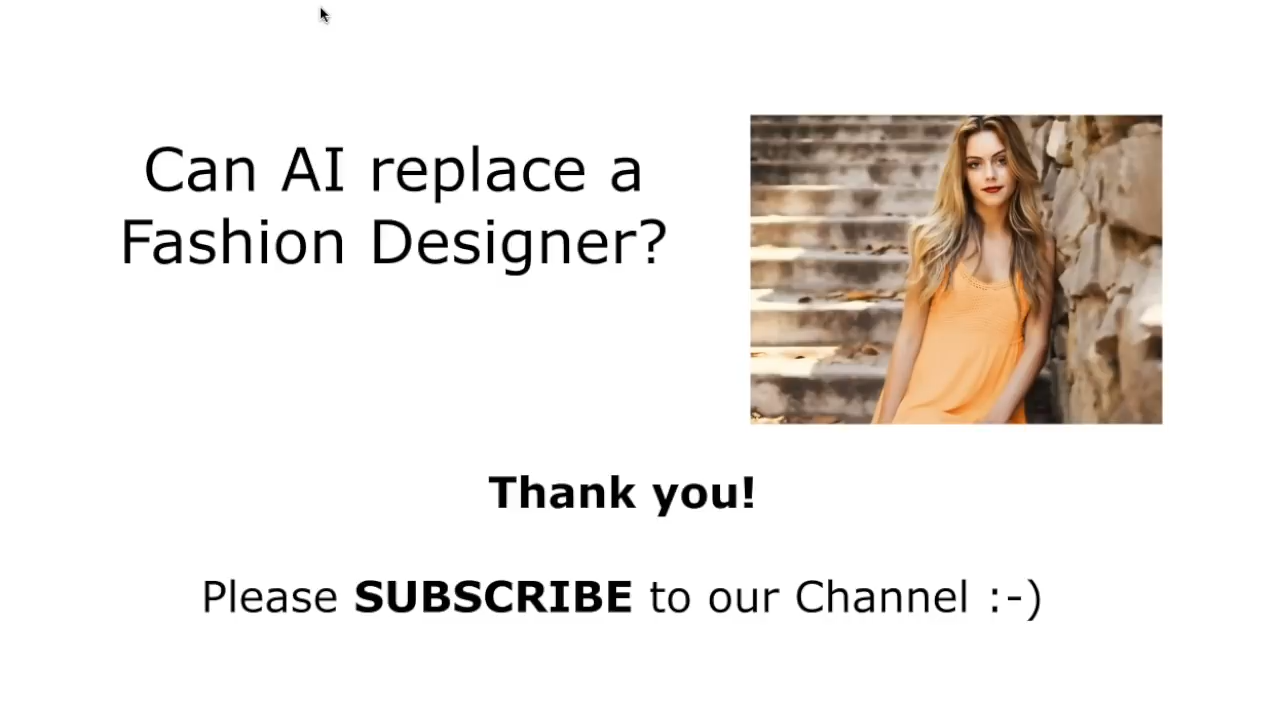 Can AI replace a
Fashion Designer?
Thank you!
Please SUBSCRIBE to our Channel :-)